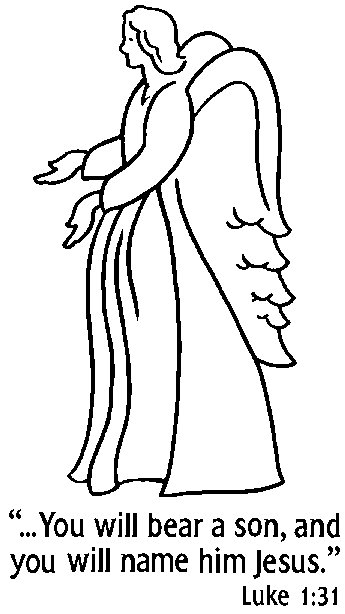 “...You will bear a son, and
you will name him Jesus.”
Luke 1:31